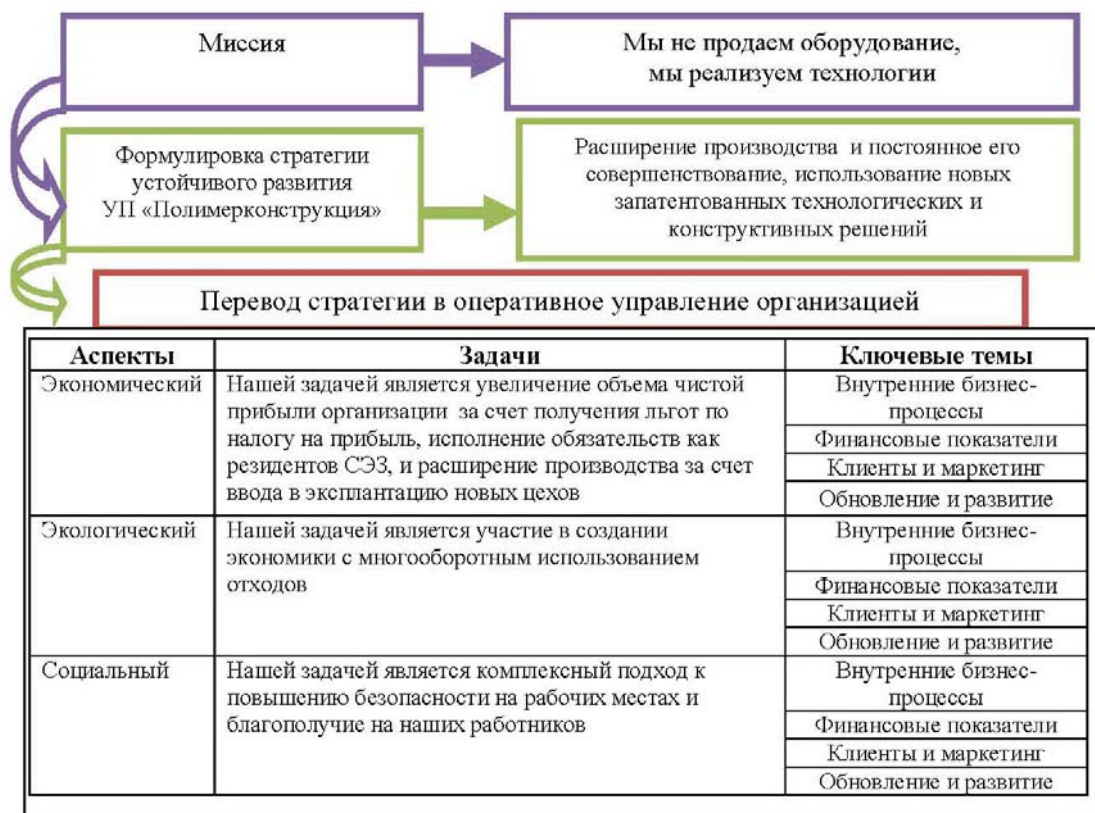 Миссия
Мы не продаем оборудование,
мы реализуем технологии
Формулировка стратегии
устойчивого развития
УП «Полимерконструкция»
Расширение производства и постоянное его
совершенствование, использование новых
запатентованных технологических и
конструктивных решений
Перевод стратегии в оперативное управление организацией
Аспекты
Задачи
Ключевые темы
Экономический
Нашей задачей является увеличение объема чистой
прибыли организации за счет получения льгот по
налогу на прибыль, исполнение обязательств как
резидентов СЭЗ, и расширение производства за счет
ввода в эксплантацию новых цехов
Внутренние бизнес-
процессы
Финансовые показатели
Клиенты и маркетинг
Обновление и развитие
Экологический
Нашей задачей является участие в создании
экономики с многооборотным использованием
отходов
Внутренние бизнес-
процессы
Финансовые показатели
Клиенты и маркетинг
Обновление и развитие
Социальный
Нашей задачей является комплексный подход к
повышению безопасности на рабочих местах и
благополучие на наших работников
Внутренние бизнес-
процессы
Финансовые показатели
Клиенты и маркетинг
Обновление и развитие